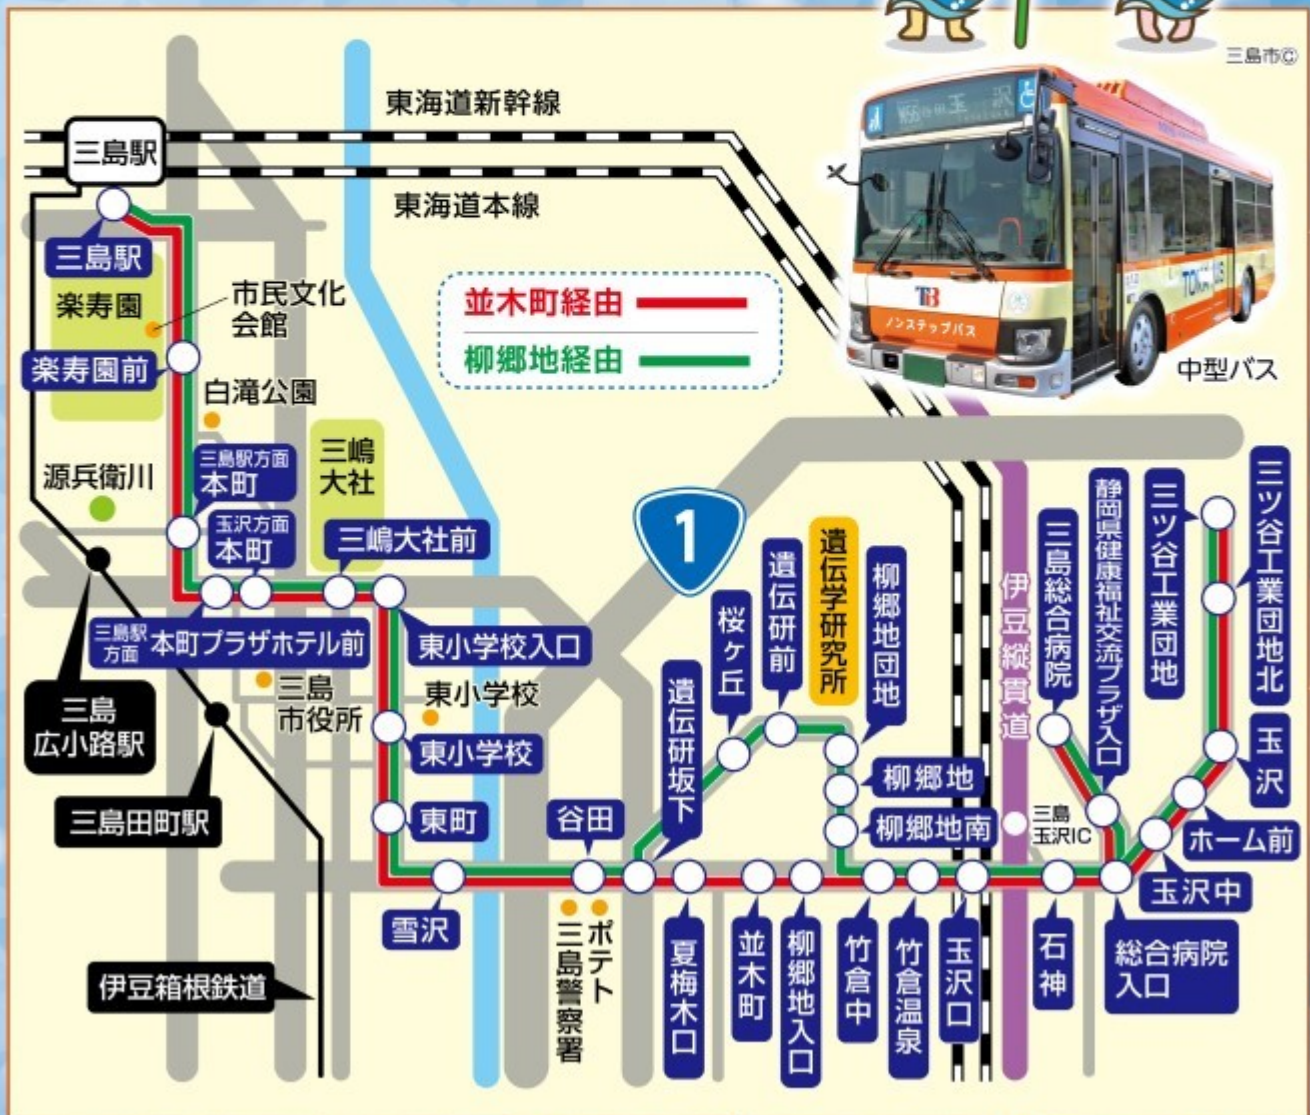 三島市©
東海道新幹線
三島駅
東海道本線
三島駅
楽寿園
市民文化
会館
楽寿園前
並木町経由
柳郷地経由
玉 沢
TB
ノンステップバス
中型バス
白滝公園
三島駅方面
本町
三嶋
大社
源兵衛川
玉沢方面
本町
三嶋大社前
三島駅
方面
本町プラザホテル前
東小学校入口
三島
広小路駅
三島
市役所
東小学校
東小学校
三島田町駅
東町
谷田
雪沢
伊豆箱根鉄道
三島警察署
ポテト
1
遺伝研坂下
桜ヶ丘
遺伝研前
遺伝学研究所
柳郷地団地
柳郷地
柳郷地南
夏梅木口
並木町
柳郷地入口
竹倉中
竹倉温泉
玉沢口
伊豆縦貫道
三島
玉沢IC
石神
三島総合病院
静岡県健康福祉交流プラザ入口
三ツ谷工業団地
三ツ谷工業団地北
玉沢
ホーム前
玉沢中
総合病院
入口